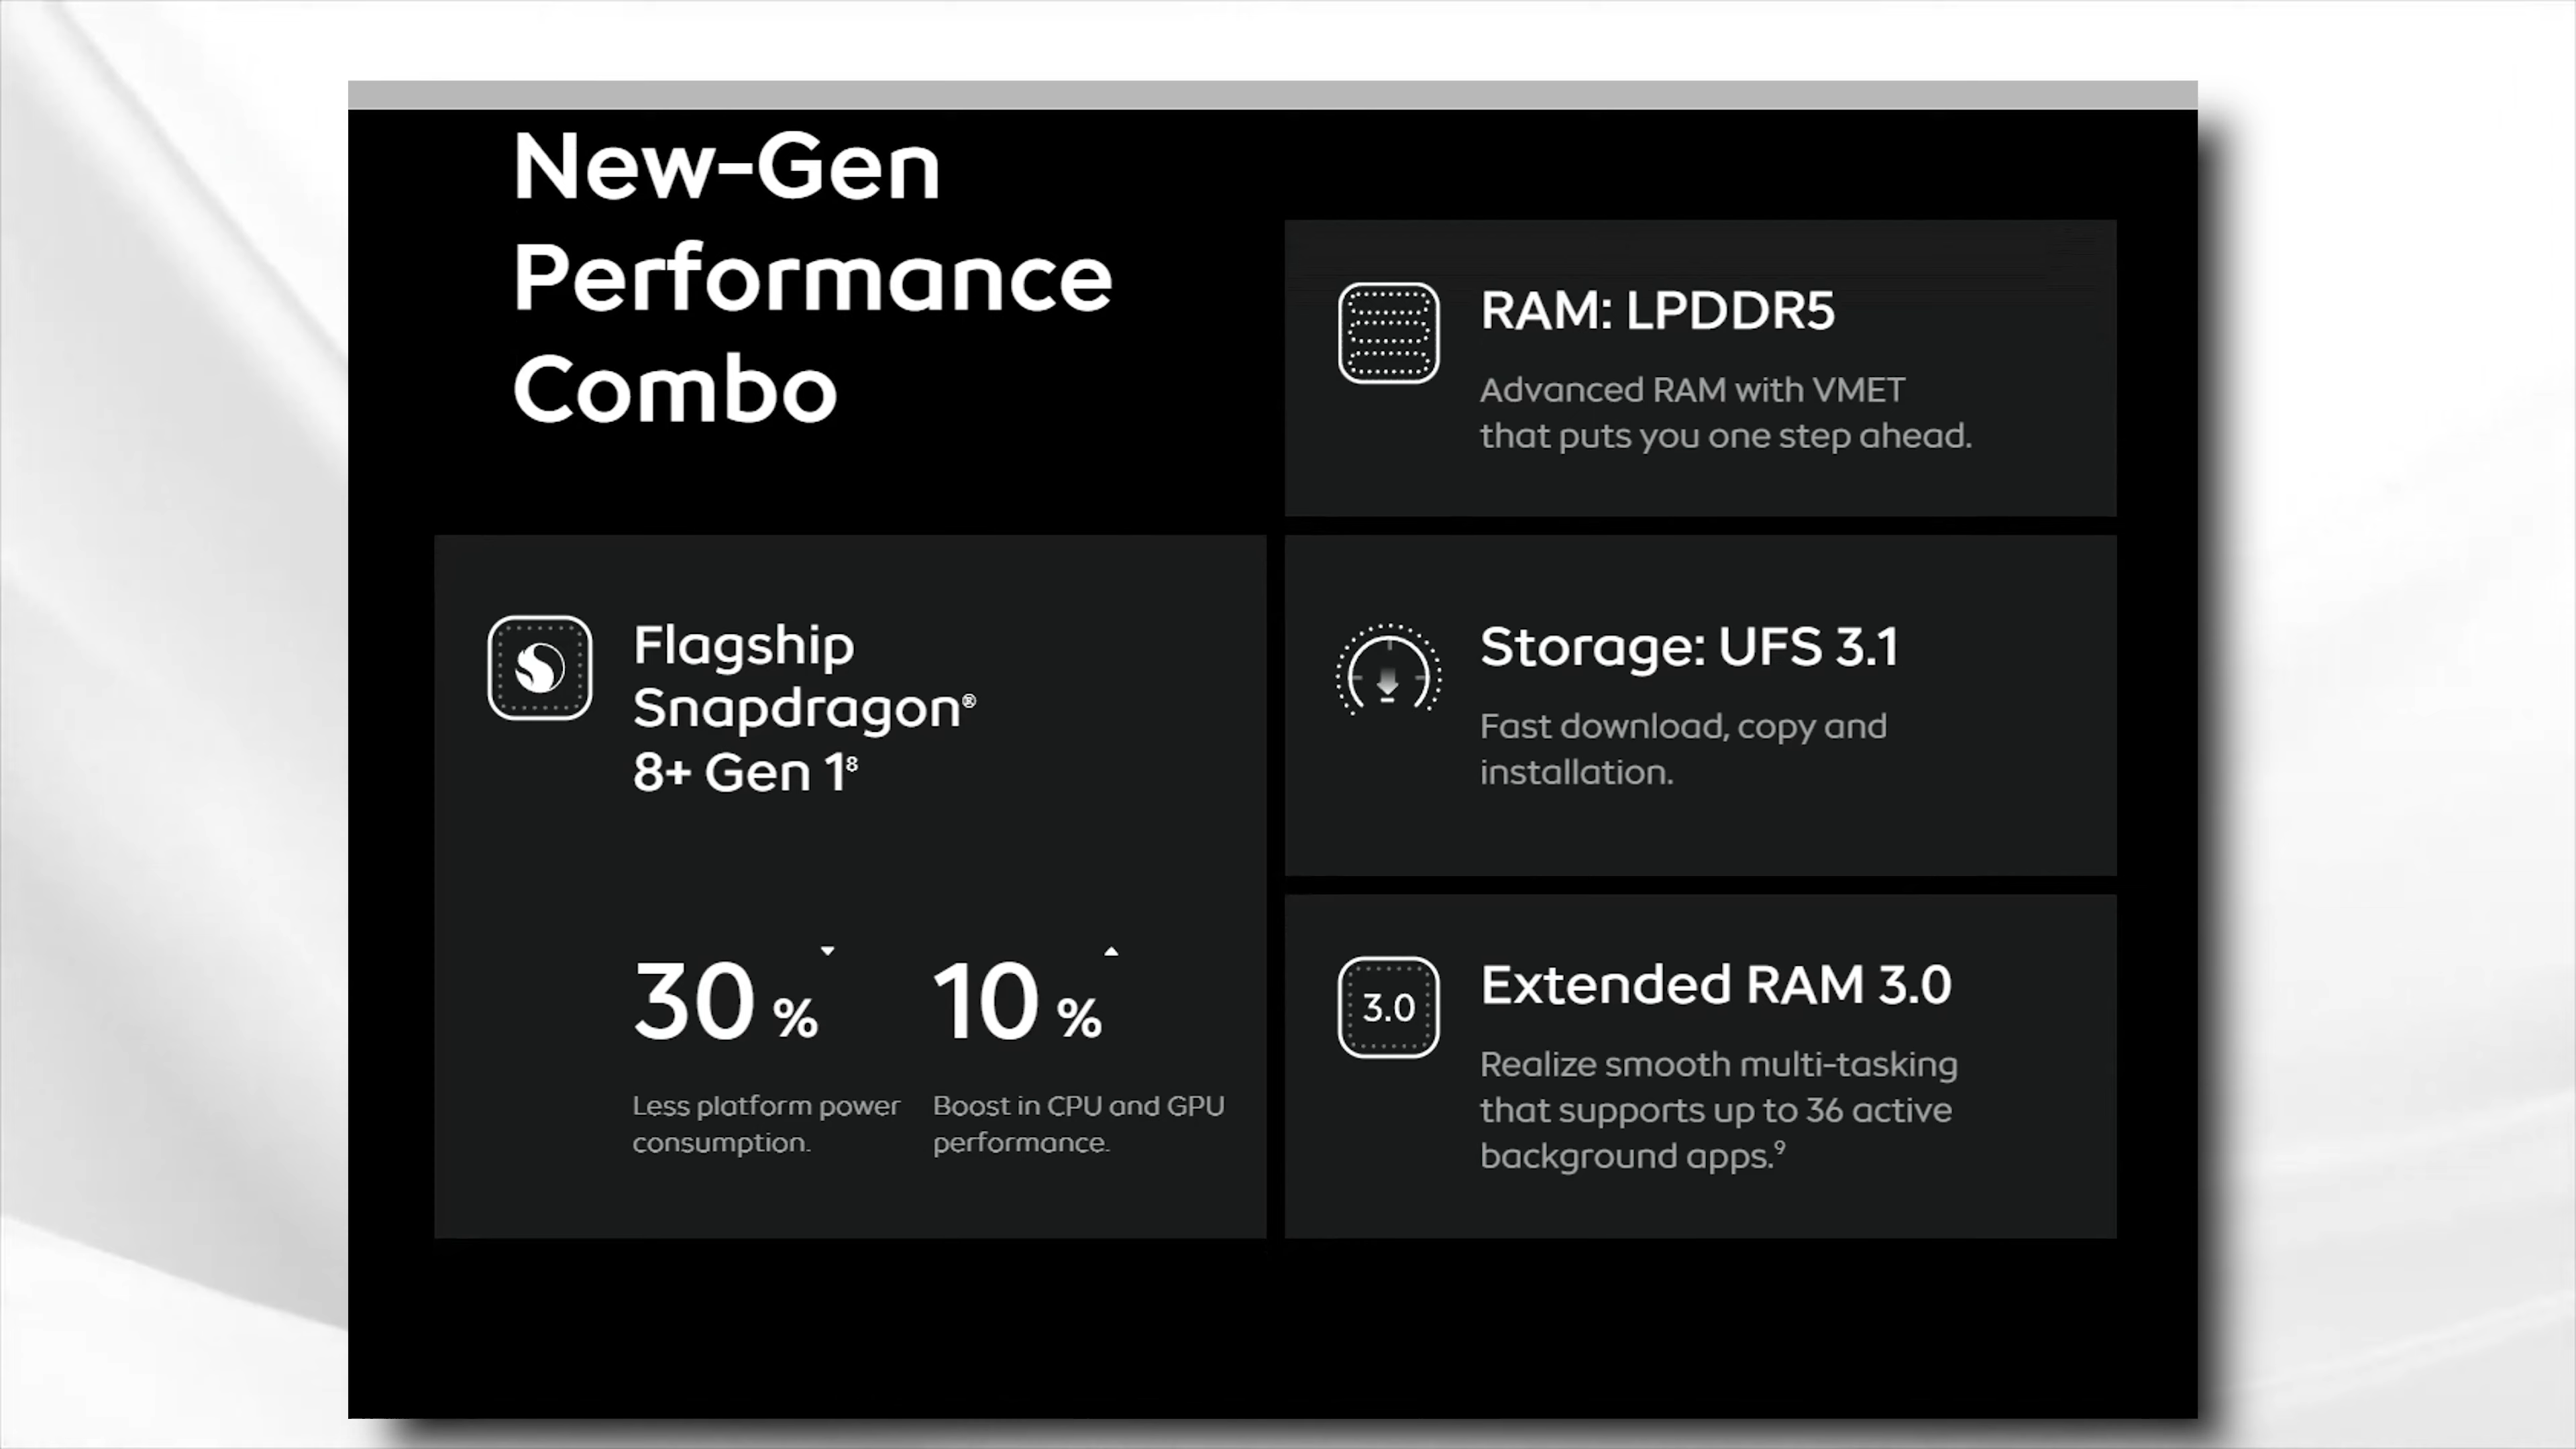 New-Gen
Performance
Combo
Flagship
Snapdragon®
8+ Gen 1⁸
30 %
Less platform power
consumption.
10 %
Boost in CPU and GPU
performance.
RAM: LPDDR5
Advanced RAM with VMET
that puts you one step ahead.
Storage: UFS 3.1
Fast download, copy and
installation.
3.0
Extended RAM 3.0
Realize smooth multi-tasking
that supports up to 36 active
background apps.⁹